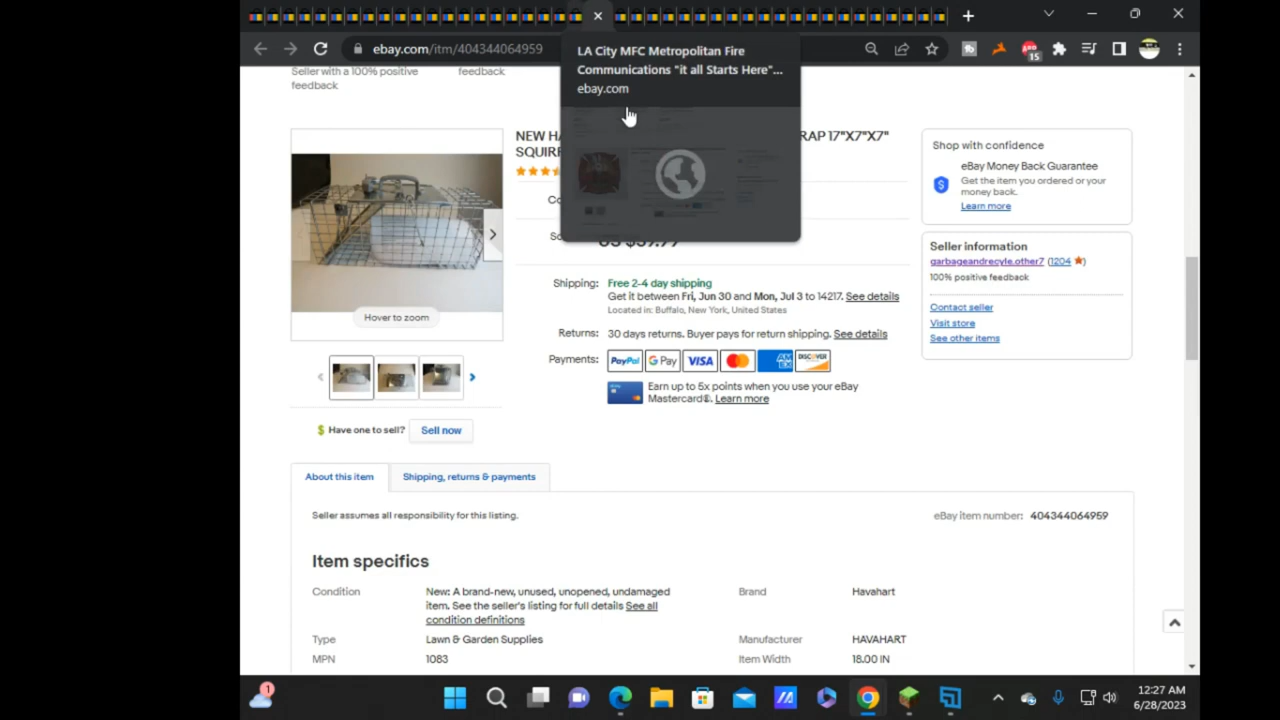 ebay.com/itm/404344064959
15
LA City MFC Metropolitan Fire
Communications "it all Starts Here"...
ebay.com
Seller with a 100% positive
feedback
feedback
RAP 17"X7"X7"
Hover to zoom
Have one to sell?
Sell now
Shipping:
Free 2-4 day shipping
Get it between Fri, Jun 30 and Mon, Jul 3 to 14217. See details
Located in: Buffalo, New York, United States
Returns:
30 days returns. Buyer pays for return shipping. See details
Payments:
PayPal
G Pay
VISA
DISCOVER
Earn up to 5x points when you use your eBay
Mastercard®. Learn more
Shop with confidence
eBay Money Back Guarantee
Get the item you ordered or your
money back.
Learn more
Seller information
garbageandrecyle.other7 (1204 )
100% positive feedback
Contact seller
Visit store
See other items
About this item
Shipping, returns & payments
Seller assumes all responsibility for this listing.
eBay item number: 404344064959
Item specifics
Condition
New: A brand-new, unused, unopened, undamaged
item. See the seller's listing for full details See all
condition definitions
Brand
Havahart
Type
Lawn & Garden Supplies
Manufacturer
HAVAHART
MPN
1083
Item Width
18.00 IN
1
12:27 AM
6/28/2023